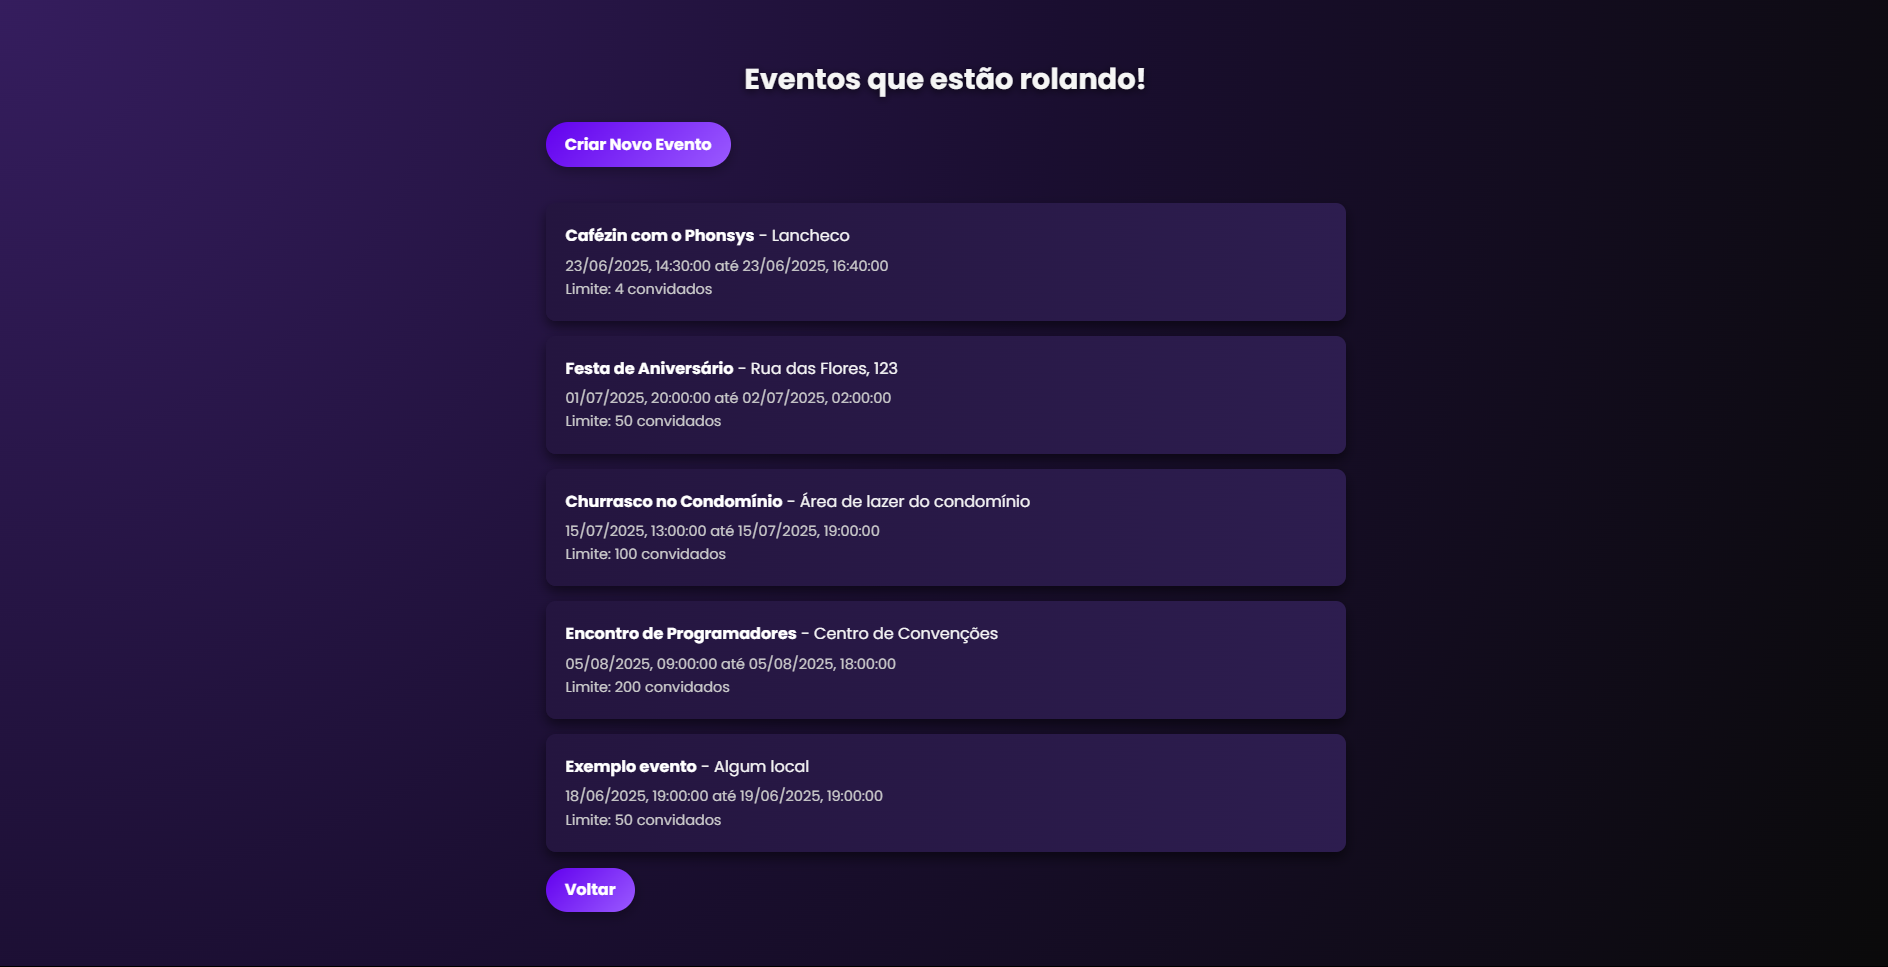 Eventos que estão rolando!
Criar Novo Evento
Cafézin com o Phonsys - Lancheco
23/06/2025, 14:30:00 até 23/06/2025, 16:40:00
Limite: 4 convidados
Festa de Aniversário - Rua das Flores, 123
01/07/2025, 20:00:00 até 02/07/2025, 02:00:00
Limite: 50 convidados
Churrasco no Condomínio - Área de lazer do condomínio
15/07/2025, 13:00:00 até 15/07/2025, 19:00:00
Limite: 100 convidados
Encontro de Programadores - Centro de Convenções
05/08/2025, 09:00:00 até 05/08/2025, 18:00:00
Limite: 200 convidados
Exemplo evento - Algum local
18/06/2025, 19:00:00 até 19/06/2025, 19:00:00
Limite: 50 convidados
Voltar